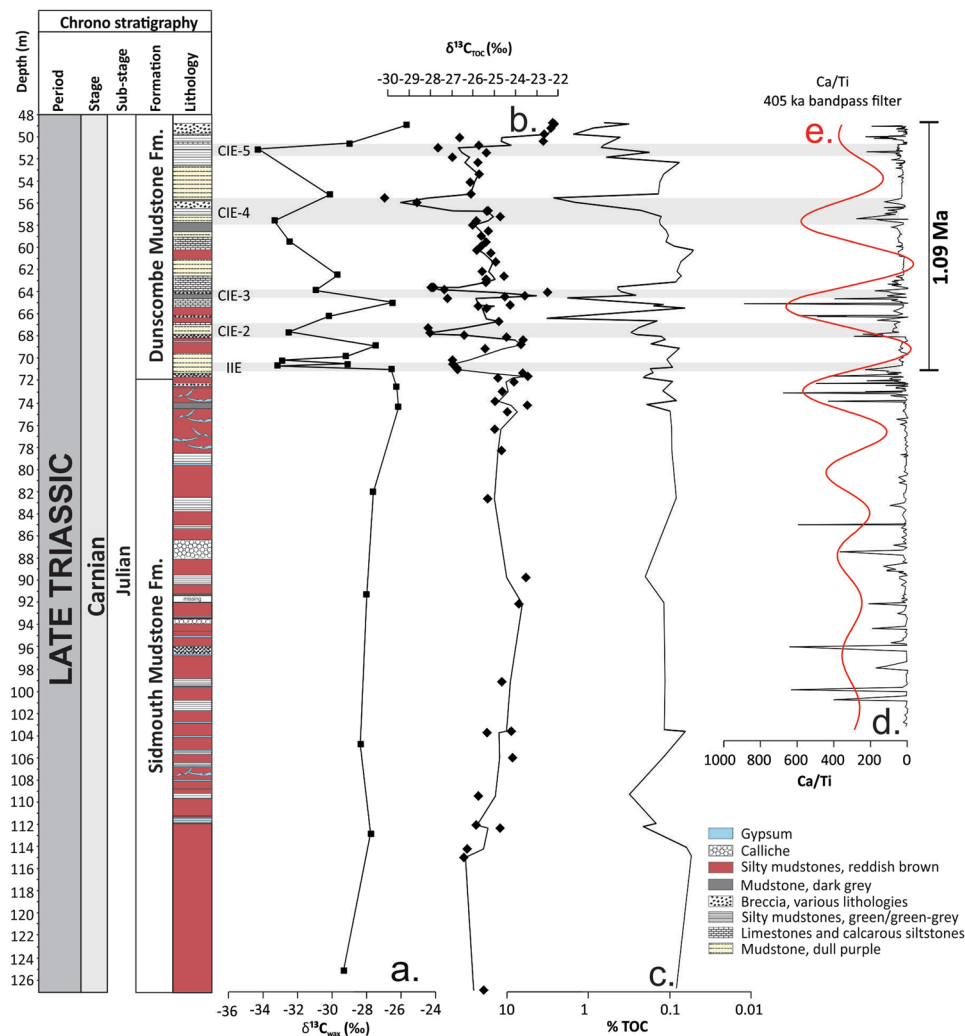 Chrono stratigraphy
Depth (m)
Period
Stage
Sub-stage
Formation
Lithology
δ¹³C_TOC (‰)
-30 -29 -28 -27 -26 -25 -24 -23 -22
Ca/Ti
405 ka bandpass filter
48
50
52
54
56
58
60
62
64
66
68
70
72
74
76
78
80
82
84
86
88
90
92
94
96
98
100
102
104
106
108
110
112
114
116
118
120
122
124
126
LATE TRIASSIC
Carnian
Julian
Dunscombe Mudstone Fm.
Sidmouth Mudstone Fm.
missing
CIE-5
CIE-4
CIE-3
CIE-2
IIE
b.
e.
1.09 Ma
d.
1000 800 600 400 200 0
Ca/Ti
a.
c.
-36 -34 -32 -30 -28 -26 -24
δ¹³C_wax (‰)
10 1 0.1 0.01
% TOC
Gypsum
Calliche
Silty mudstones, reddish brown
Mudstone, dark grey
Breccia, various lithologies
Silty mudstones, green/green-grey
Limestones and calcarous siltstones
Mudstone, dull purple